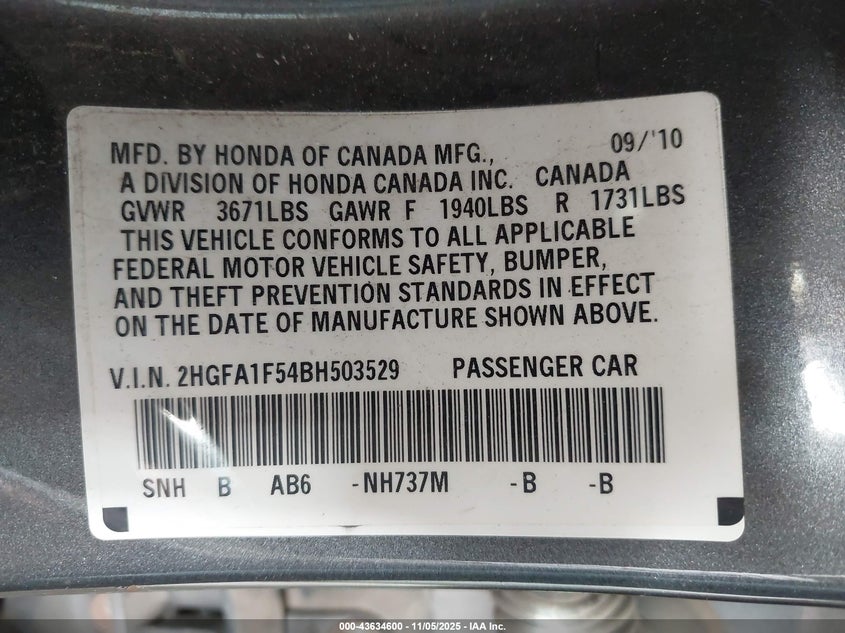 MFD. BY HONDA OF CANADA MFG., 09/'10
A DIVISION OF HONDA CANADA INC. CANADA
GVWR 3671LBS GAWR F 1940LBS R 1731LBS
THIS VEHICLE CONFORMS TO ALL APPLICABLE
FEDERAL MOTOR VEHICLE SAFETY, BUMPER,
AND THEFT PREVENTION STANDARDS IN EFFECT
ON THE DATE OF MANUFACTURE SHOWN ABOVE.
V.I.N. 2HGFA1F54BH503529 PASSENGER CAR
SNH B AB6 -NH737M -B -B
000-43634600 - 11/05/2025 - IAA Inc.